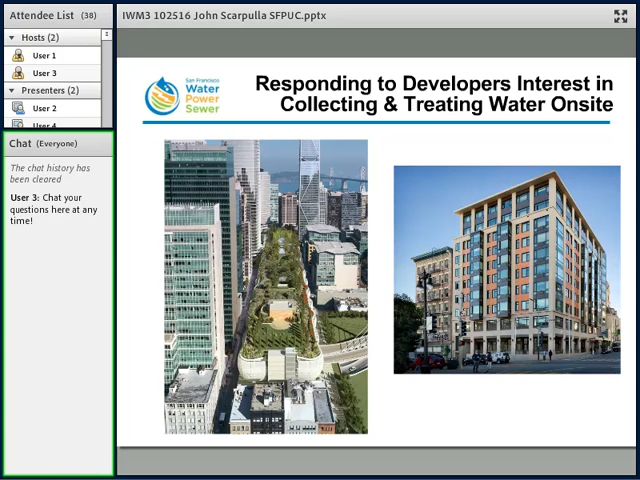 Attendee List (38)
Hosts (2)
User 1
User 3
Presenters (2)
User 2
User 4
Chat (Everyone)
The chat history has
been cleared
User 3: Chat your
questions here at any
time!
IWM3 102516 John Scarpulla SFPUC.pptx
San Francisco
Water
Power
Sewer
Responding to Developers Interest in
Collecting & Treating Water Onsite